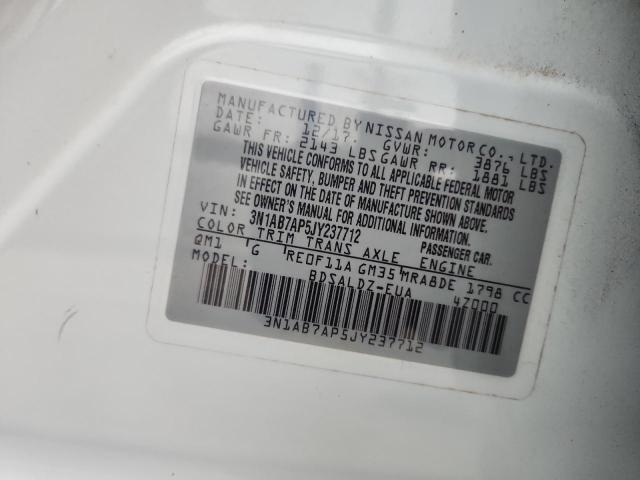 MANUFACTURED BY NISSAN MOTOR CO., LTD.
DATE: 12/17 GVWR: 3876 LBS
GAWR FR: 2143 LBS GAWR RR: 1881 LBS
THIS VEHICLE CONFORMS TO ALL APPLICABLE FEDERAL MOTOR
VEHICLE SAFETY, BUMPER AND THEFT PREVENTION STANDARDS
IN EFFECT ON THE DATE OF MANUFACTURE SHOWN ABOVE.
SEE OWNER'S MANUAL FOR ADDITIONAL INFORMATION.
VIN: 3N1AB7AP5JY237712 PASSENGER CAR
COLOR TRIM TRANS AXLE ENGINE
QM1 G RE0F11A GM35 MRA8DE 1798 CC
MODEL: BDSALDZ-EUA 4Z000
3N1AB7AP5JY237712